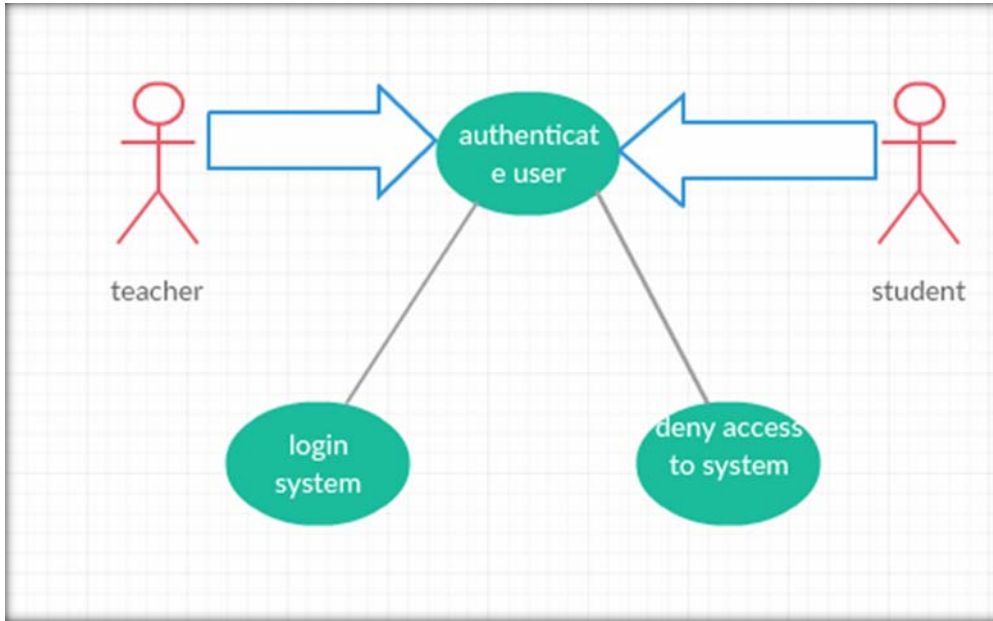 authenticat
e user
teacher
student
login
system
deny access
to system